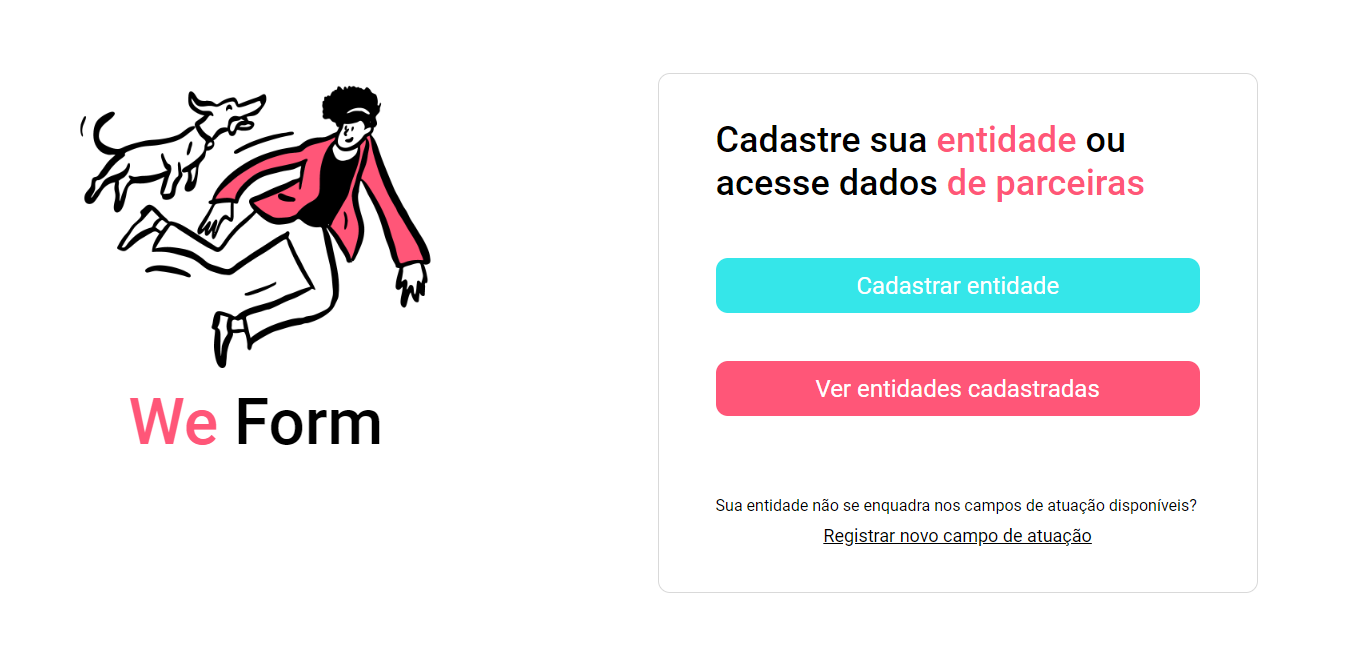 We Form
Cadastre sua entidade ou
acesse dados de parceiras
Cadastrar entidade
Ver entidades cadastradas
Sua entidade não se enquadra nos campos de atuação disponíveis?
Registrar novo campo de atuação